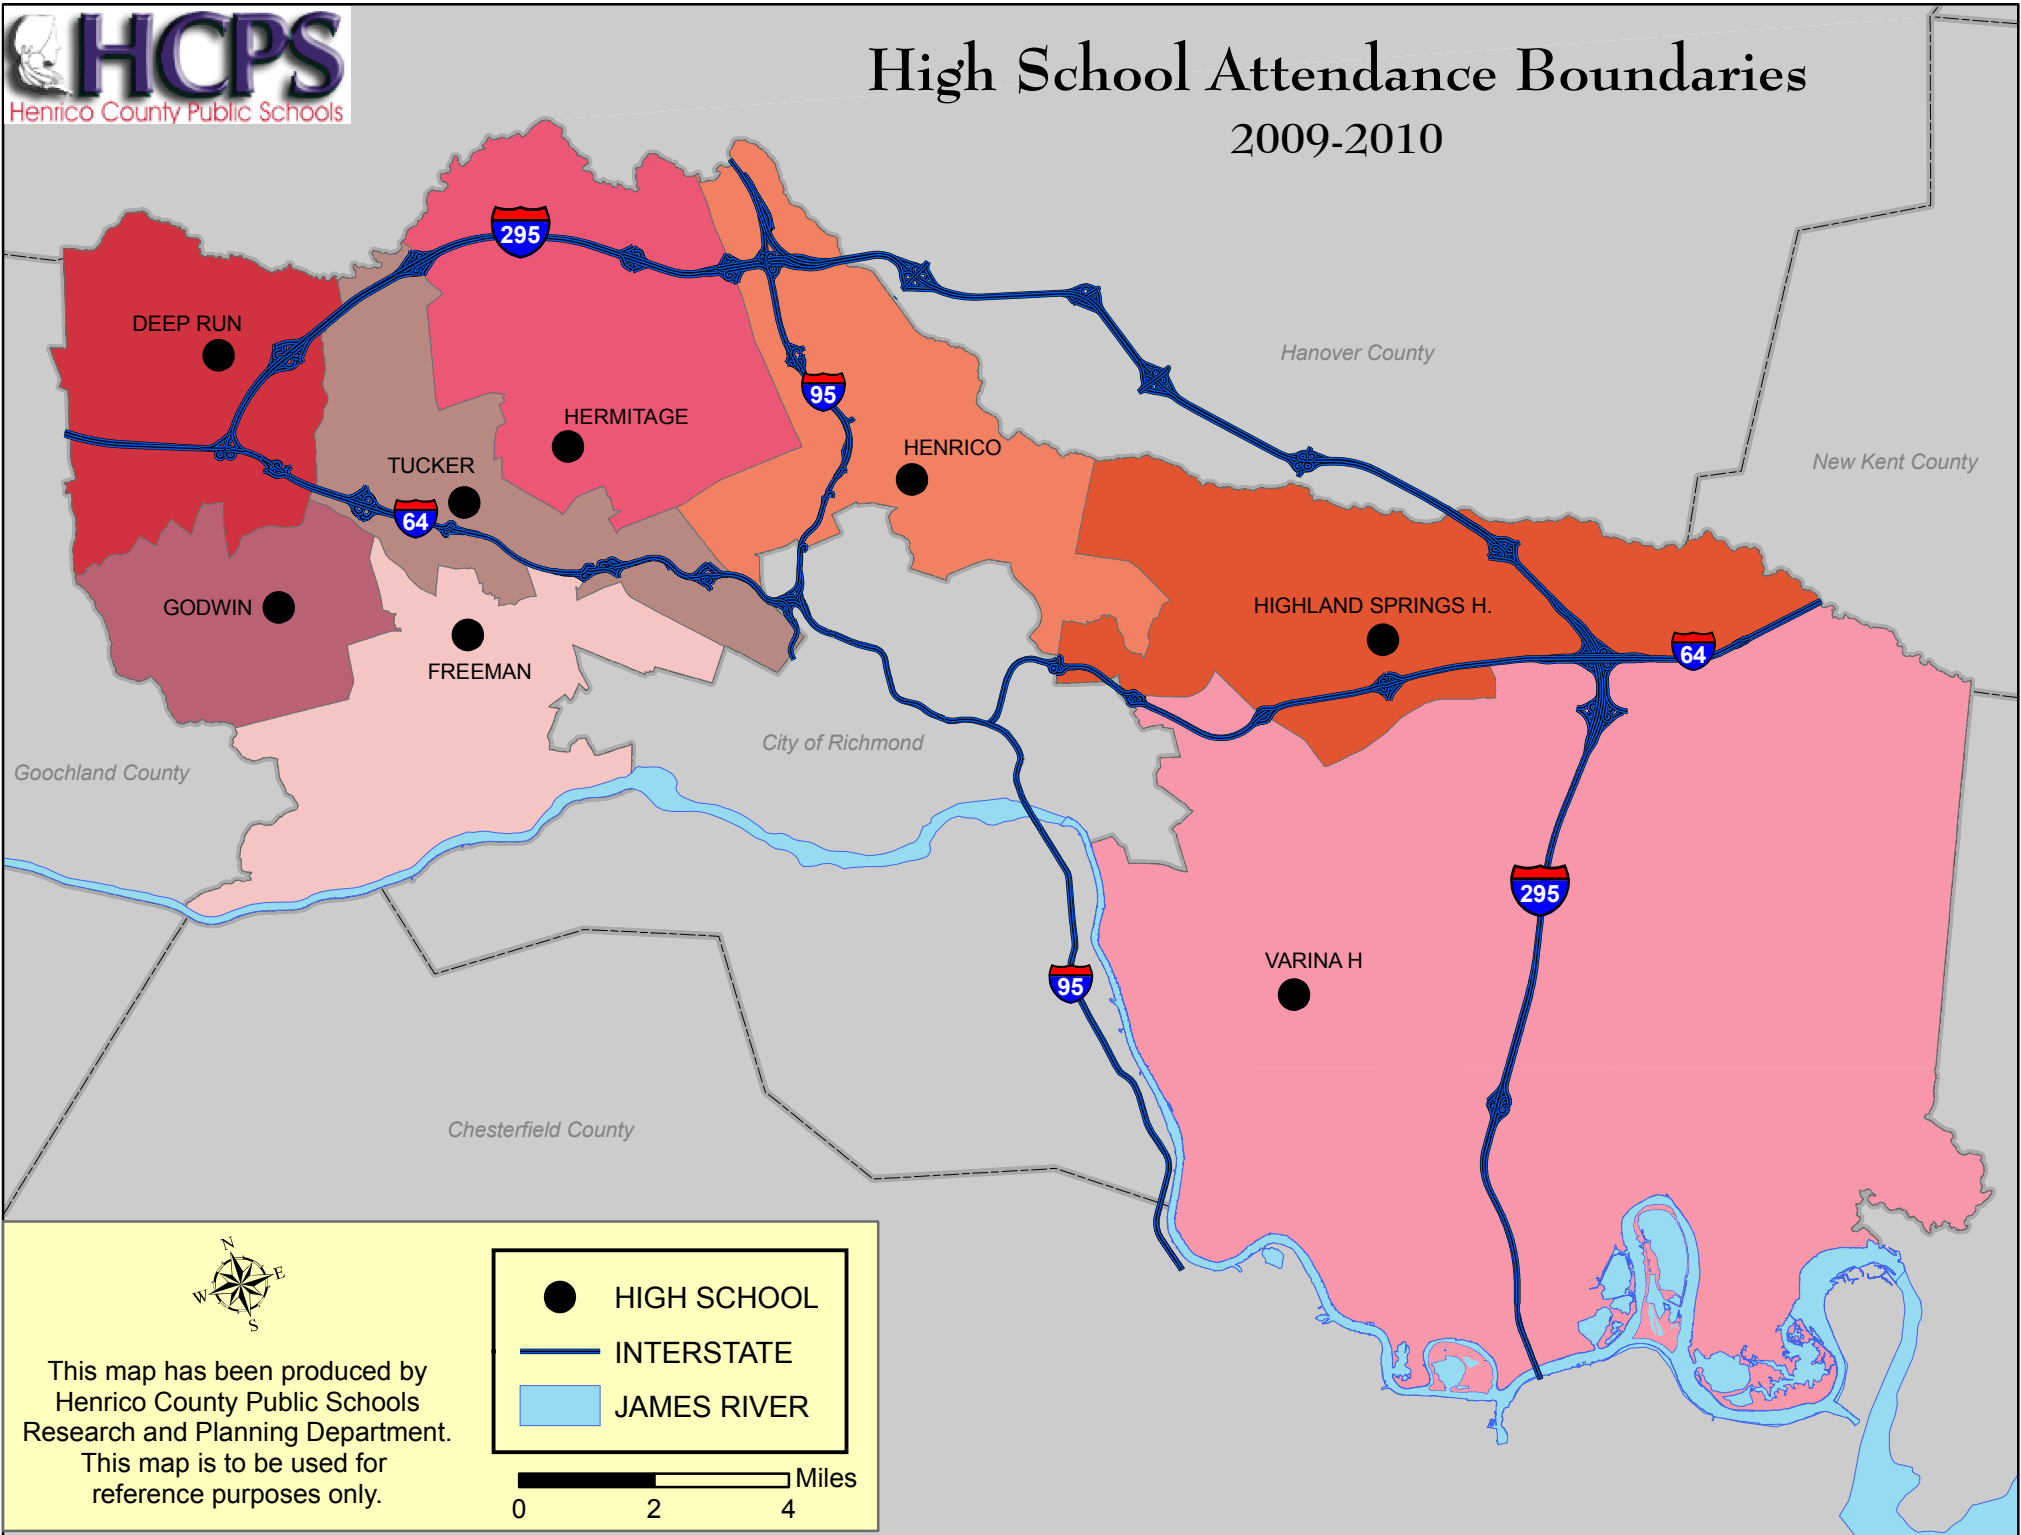 HCPS
Henrico County Public Schools
High School Attendance Boundaries
2009-2010
295
DEEP RUN
Hanover County
95
HERMITAGE
HENRICO
New Kent County
TUCKER
64
GODWIN
HIGHLAND SPRINGS H.
FREEMAN
64
City of Richmond
Goochland County
295
VARINA H
95
Chesterfield County
N
E
W
S
HIGH SCHOOL
INTERSTATE
JAMES RIVER
This map has been produced by
Henrico County Public Schools
Research and Planning Department.
This map is to be used for
reference purposes only.
Miles
0 2 4